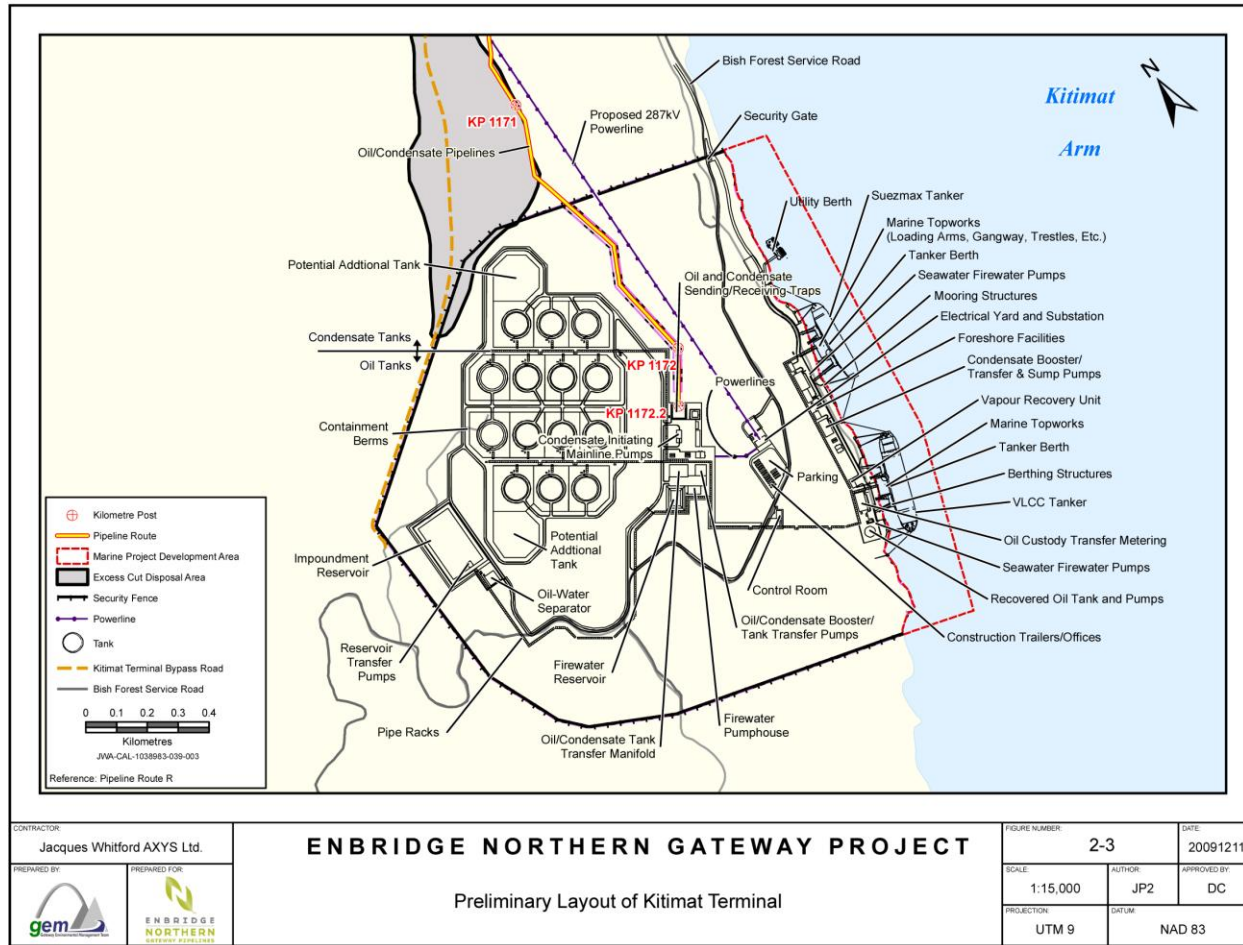 Bish Forest Service Road
Kitimat
Arm
N
KP 1171
Proposed 287kV
Powerline
Security Gate
Oil/Condensate Pipelines
Utility Berth
Suezmax Tanker
Marine Topworks
(Loading Arms, Gangway, Trestles, Etc.)
Tanker Berth
Potential Addtional Tank
Oil and Condensate
Sending/Receiving Traps
Seawater Firewater Pumps
Mooring Structures
Electrical Yard and Substation
Foreshore Facilities
Condensate Tanks
Oil Tanks
KP 1172
Condensate Booster/
Transfer & Sump Pumps
Powerlines
Vapour Recovery Unit
KP 1172.2
Marine Topworks
Containment
Berms
Condensate Initiating
Mainline Pumps
Tanker Berth
Parking
Berthing Structures
VLCC Tanker
Impoundment
Reservoir
Potential
Addtional
Tank
Oil Custody Transfer Metering
Seawater Firewater Pumps
Control Room
Recovered Oil Tank and Pumps
Oil-Water
Separator
Oil/Condensate Booster/
Tank Transfer Pumps
Construction Trailers/Offices
Reservoir
Transfer
Pumps
Firewater
Reservoir
Pipe Racks
Firewater
Pumphouse
Oil/Condensate Tank
Transfer Manifold
Kilometre Post
Pipeline Route
Marine Project Development Area
Excess Cut Disposal Area
Security Fence
Powerline
Tank
Kitimat Terminal Bypass Road
Bish Forest Service Road
0 0.1 0.2 0.3 0.4
Kilometres
JWA-CAL-1038983-039-003
Reference: Pipeline Route R
CONTRACTOR:
Jacques Whitford AXYS Ltd.
PREPARED BY:
gem
Gateway Environmental Management Team
PREPARED FOR:
ENBRIDGE
NORTHERN
GATEWAY PIPELINES
ENBRIDGE NORTHERN GATEWAY PROJECT
Preliminary Layout of Kitimat Terminal
FIGURE NUMBER:
2-3
DATE:
20091211
SCALE:
1:15,000
AUTHOR:
JP2
APPROVED BY:
DC
PROJECTION:
UTM 9
DATUM:
NAD 83